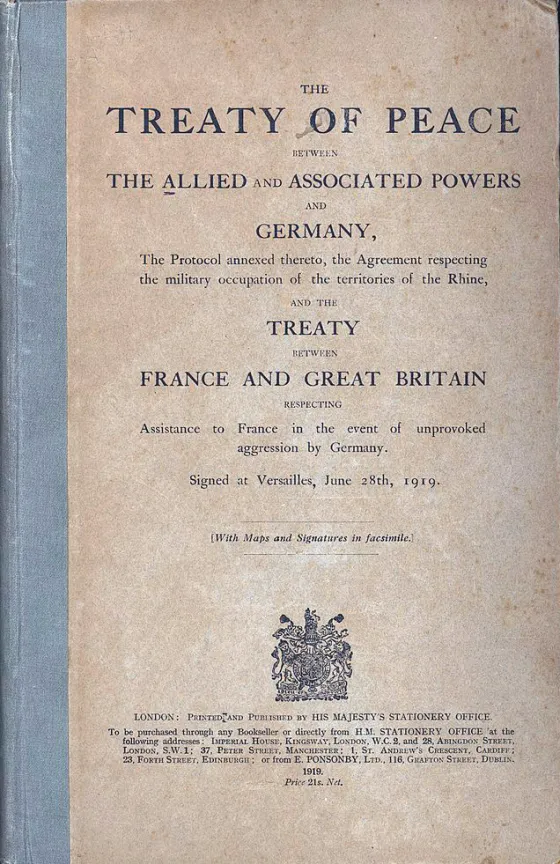 THE
TREATY OF PEACE
BETWEEN
THE ALLIED AND ASSOCIATED POWERS
AND
GERMANY,
The Protocol annexed thereto, the Agreement respecting
the military occupation of the territories of the Rhine,
AND THE
TREATY
BETWEEN
FRANCE AND GREAT BRITAIN
RESPECTING
Assistance to France in the event of unprovoked
aggression by Germany.
Signed at Versailles, June 28th, 1919.
[With Maps and Signatures in facsimile.]
LONDON: PRINTED AND PUBLISHED BY HIS MAJESTY'S STATIONERY OFFICE.
To be purchased through any Bookseller or directly from H.M. STATIONERY OFFICE at the
following addresses: IMPERIAL HOUSE, KINGSWAY, LONDON, W.C. 2, and 28, ABINGDON STREET,
LONDON, S.W. 1; 37, PETER STREET, MANCHESTER; 1, ST. ANDREW'S CRESCENT, CARDIFF;
23, FORTH STREET, EDINBURGH; or from E. PONSONBY, LTD., 116, GRAFTON STREET, DUBLIN.
1919.
Price 21s. Net.